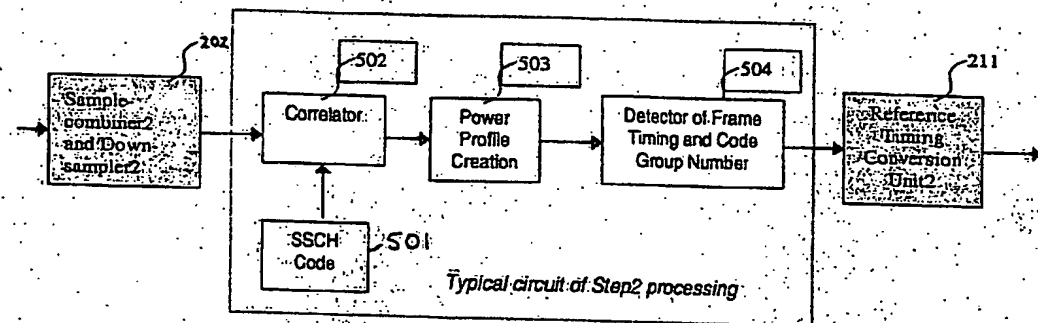 202
502
503
504
211
Sample
combiner2
and Down
sampler2
Correlator
Power
Profile
Creation
Detector of Frame
Timing and Code
Group Number
Reference
Timing
Conversion
Unit2
SSCH
Code
501
Typical circuit of Step2 processing